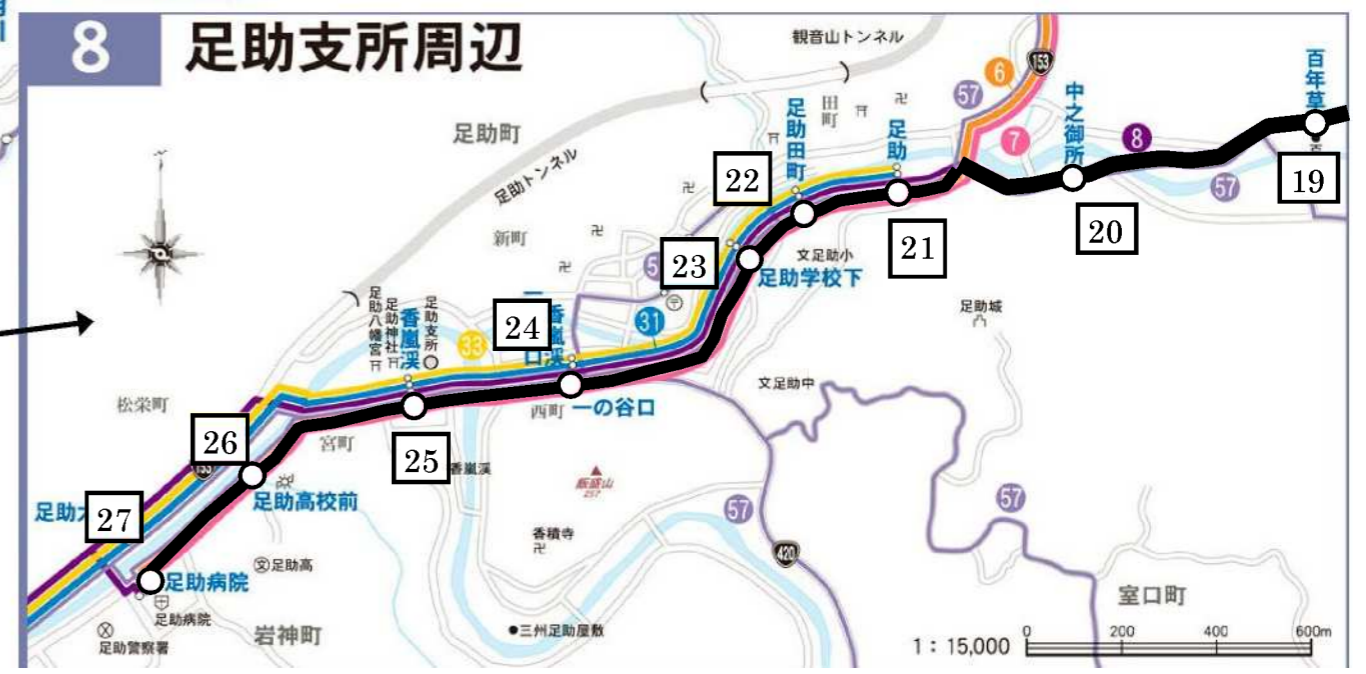 8 足助支所周辺
観音山トンネル
153
6
57
7
8
百年草
中之御所
足助
足助田町
田町
足助町
足助トンネル
新町
22
23
21
20
19
57
文足助小
足助学校下
足助城
31
24
一の谷口
西町
文足助中
足助八幡宮
足助神社
香嵐渓
足助支所
33
松栄町
宮町
26
25
香嵐渓
飯盛山
257
足助高校前
27
香積寺
57
420
57
文足助高
足助病院
足助病院
足助警察署
岩神町
三州足助屋敷
室口町
1:15,000
0 200 400 600m